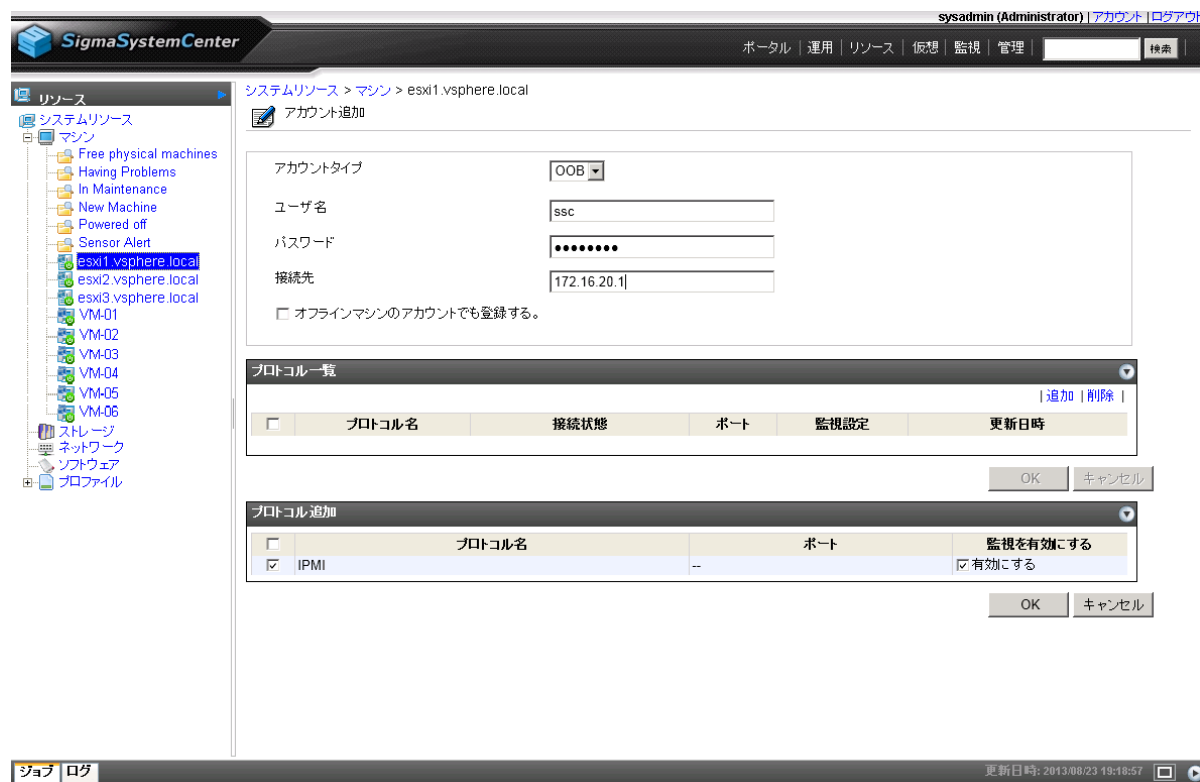 sysadmin (Administrator) | アカウント | ログアウト
SigmaSystemCenter
ポータル | 運用 | リソース | 仮想 | 監視 | 管理 | 検索
リソース
システムリソース
マシン
Free physical machines
Having Problems
In Maintenance
New Machine
Powered off
Sensor Alert
esxi1.vsphere.local
esxi2.vsphere.local
esxi3.vsphere.local
VM-01
VM-02
VM-03
VM-04
VM-05
VM-06
ストレージ
ネットワーク
ソフトウェア
プロファイル
システムリソース > マシン > esxi1.vsphere.local
アカウント追加
アカウントタイプ OOB
ユーザ名 ssc
パスワード ••••••••
接続先 172.16.20.1
オフラインマシンのアカウントでも登録する。
プロトコル一覧
| 追加 | 削除 |
プロトコル名 接続状態 ポート 監視設定 更新日時
OK キャンセル
プロトコル追加
プロトコル名 ポート 監視を有効にする
IPMI -- 有効にする
OK キャンセル
ジョブ ログ 更新日時: 2013/08/23 19:18:57